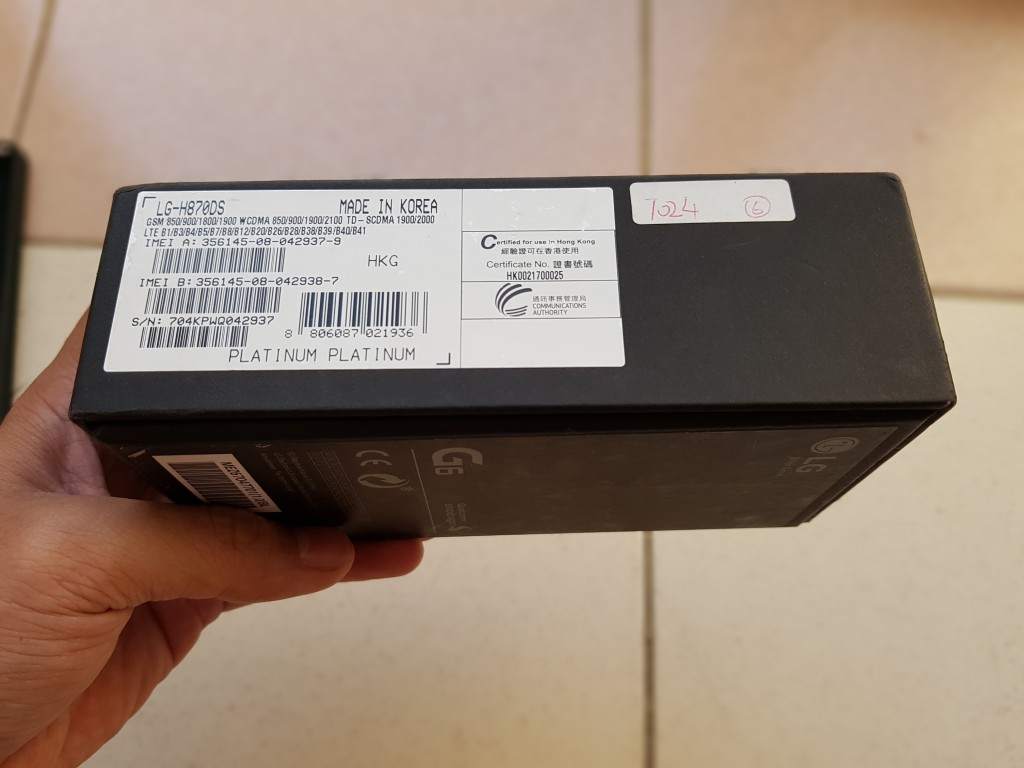 LG-H870DS MADE IN KOREA
GSM 850/900/1800/1900 WCDMA 850/900/1900/2100 TD-SCDMA 1900/2000
LTE B1/B3/B4/B5/B7/B8/B12/B20/B26/B28/B38/B39/B40/B41
IMEI A: 356145-08-042937-9
HKG
IMEI B: 356145-08-042938-7
S/N: 704KPWQ042937
8 806087 021936
PLATINUM PLATINUM
Certified for use in Hong Kong
經驗證可在香港使用
Certificate No. 證書號碼
HK0021700025
通訊事務管理局
COMMUNICATIONS
AUTHORITY
T024 6
G6
CE
LG